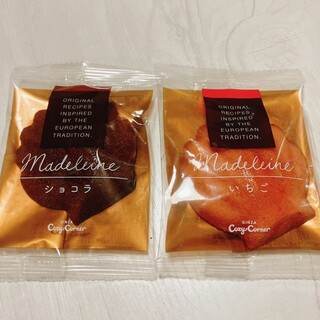 ORIGINAL
RECIPES
INSPIRED
BY THE
EUROPEAN
TRADITION.
Madeleine
ショコラ
GINZA
Cozy Corner
ORIGINAL
RECIPES
INSPIRED
BY THE
EUROPEAN
TRADITION.
Madeleine
いちご
GINZA
Cozy Corner